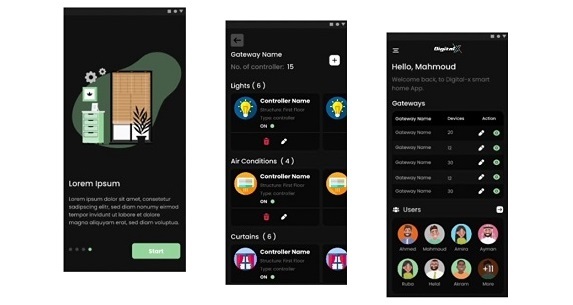 Lorem Ipsum
Lorem ipsum dolor sit amet, consetetur
sadipscing elitr, sed diam nonumy eirmod
tempor invidunt ut labore et dolore
magna aliquyam erat, sed diam voluptua.
Start
Gateway Name
No. of controller: 15
Lights ( 6 )
Controller Name
Structure: First Floor
Type: controller
ON
Air Conditions ( 4 )
Controller Name
Structure: First Floor
Type: controller
ON
Curtains ( 6 )
Controller Name
Structure: First Floor
Type: controller
ON
Digital X
Hello, Mahmoud
Welcome back, to Digital-x smart
home App.
Gateways
Gateway Name Devices Action
Gateway Name 20
Gateway Name 12
Gateway Name 30
Gateway Name 12
Gateway Name 30
Users
Ahmed Mahmoud Amira Ayman
+11
Ruba Helal Akram More